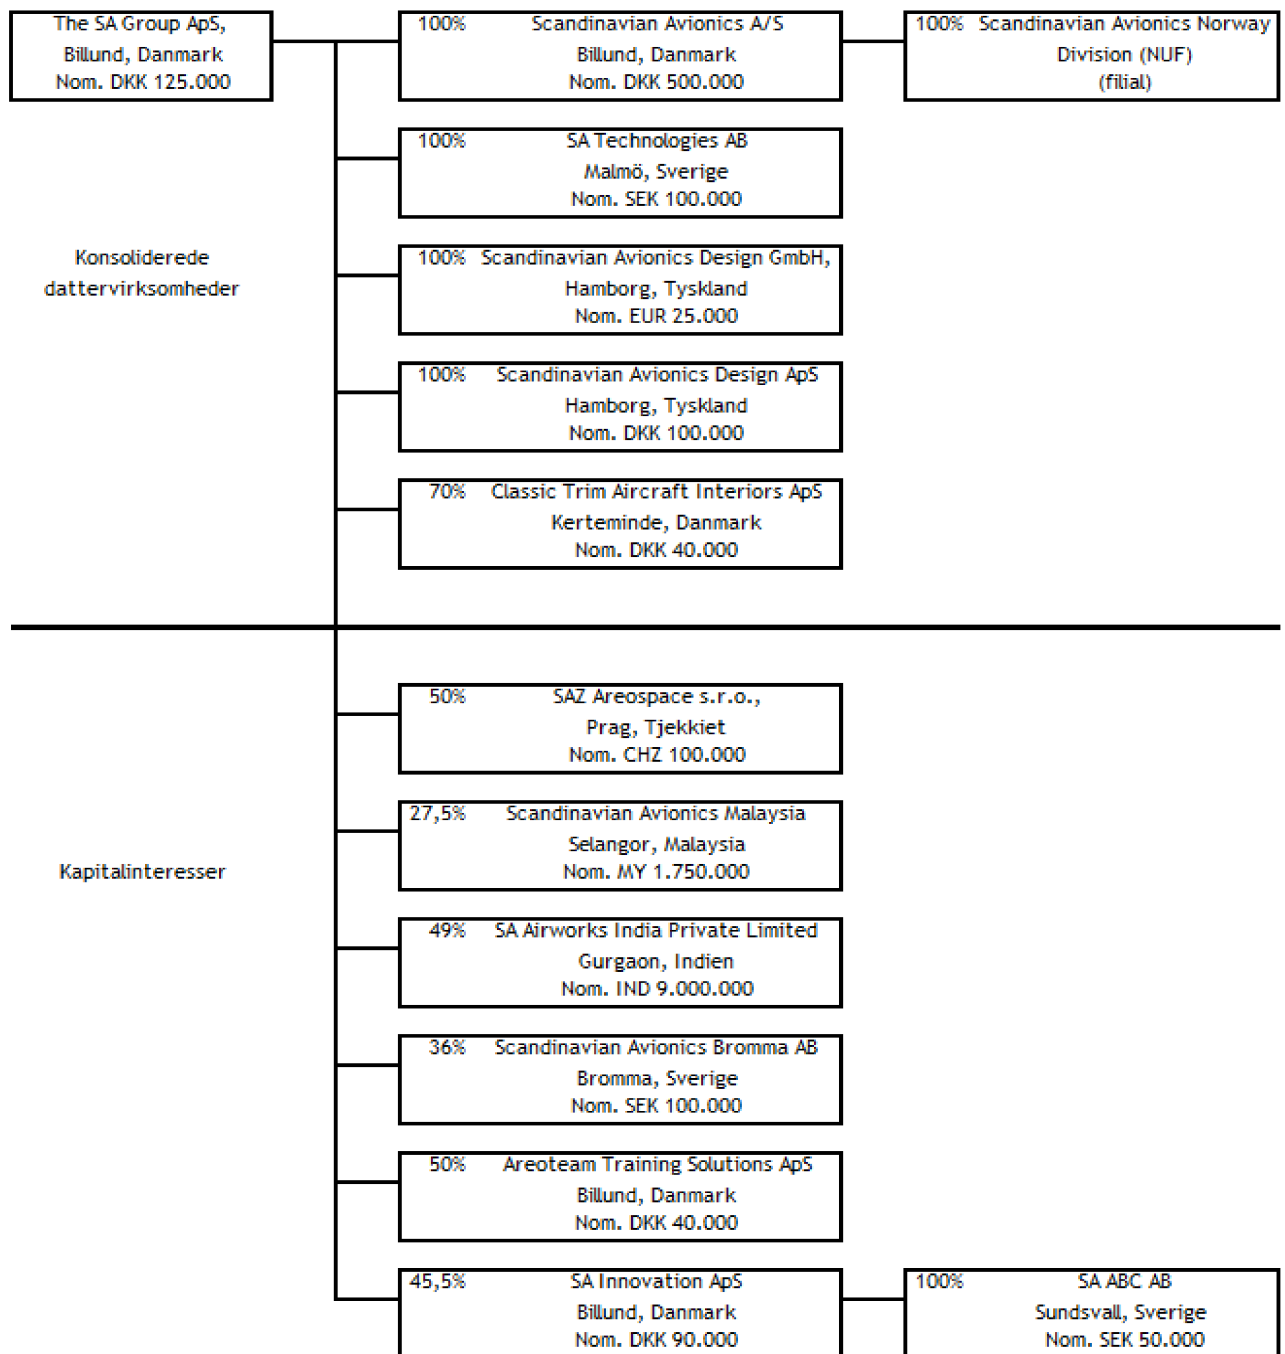 The SA Group ApS,
Billund, Danmark
Nom. DKK 125.000
100% Scandinavian Avionics A/S
Billund, Danmark
Nom. DKK 500.000
100% Scandinavian Avionics Norway
Division (NUF)
(filial)
100% SA Technologies AB
Malmö, Sverige
Nom. SEK 100.000
Konsoliderede
dattervirksomheder
100% Scandinavian Avionics Design GmbH,
Hamborg, Tyskland
Nom. EUR 25.000
100% Scandinavian Avionics Design ApS
Hamborg, Tyskland
Nom. DKK 100.000
70% Classic Trim Aircraft Interiors ApS
Kerteminde, Danmark
Nom. DKK 40.000
50% SAZ Areospace s.r.o.,
Prag, Tjekkiet
Nom. CHZ 100.000
27,5% Scandinavian Avionics Malaysia
Selangor, Malaysia
Nom. MY 1.750.000
Kapitalinteresser
49% SA Airworks India Private Limited
Gurgaon, Indien
Nom. IND 9.000.000
36% Scandinavian Avionics Bromma AB
Bromma, Sverige
Nom. SEK 100.000
50% Areoteam Training Solutions ApS
Billund, Danmark
Nom. DKK 40.000
45,5% SA Innovation ApS
Billund, Danmark
Nom. DKK 90.000
100% SA ABC AB
Sundsvall, Sverige
Nom. SEK 50.000